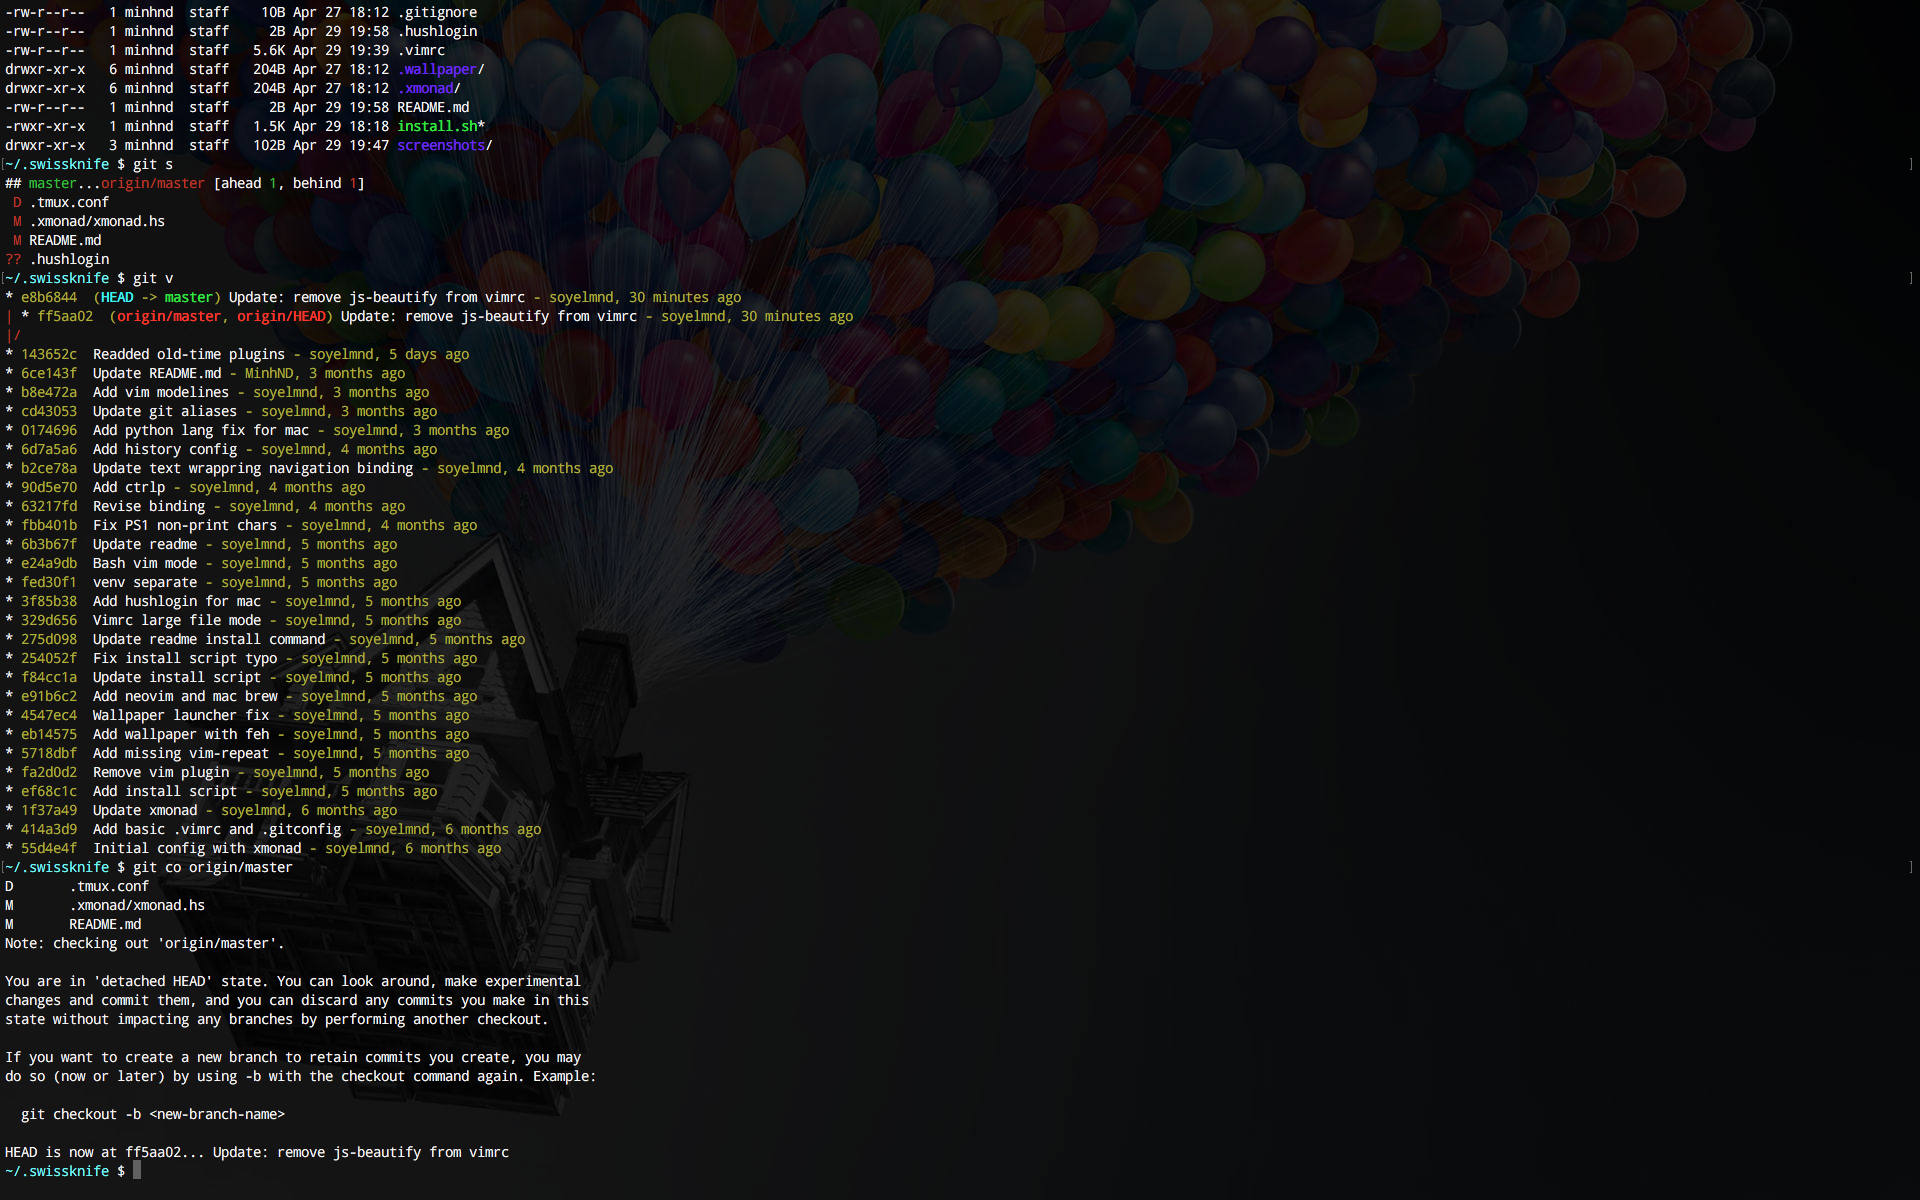 -rw-r--r--   1 minhnd  staff    10B Apr 27 18:12 .gitignore
-rw-r--r--   1 minhnd  staff     2B Apr 29 19:58 .hushlogin
-rw-r--r--   1 minhnd  staff   5.6K Apr 29 19:39 .vimrc
drwxr-xr-x   6 minhnd  staff   204B Apr 27 18:12 .wallpaper/
drwxr-xr-x   6 minhnd  staff   204B Apr 27 18:12 .xmonad/
-rw-r--r--   1 minhnd  staff     2B Apr 29 19:58 README.md
-rwxr-xr-x   1 minhnd  staff   1.5K Apr 29 18:18 install.sh*
drwxr-xr-x   3 minhnd  staff   102B Apr 29 19:47 screenshots/
[~/.swissknife $ git s ]
## master...origin/master [ahead 1, behind 1]
 D .tmux.conf
 M .xmonad/xmonad.hs
 M README.md
?? .hushlogin
[~/.swissknife $ git v ]
* e8b6844  (HEAD -> master) Update: remove js-beautify from vimrc - soyelmnd, 30 minutes ago
| * ff5aa02  (origin/master, origin/HEAD) Update: remove js-beautify from vimrc - soyelmnd, 30 minutes ago
|/
* 143652c  Readded old-time plugins - soyelmnd, 5 days ago
* 6ce143f  Update README.md - MinhND, 3 months ago
* b8e472a  Add vim modelines - soyelmnd, 3 months ago
* cd43053  Update git aliases - soyelmnd, 3 months ago
* 0174696  Add python lang fix for mac - soyelmnd, 3 months ago
* 6d7a5a6  Add history config - soyelmnd, 4 months ago
* b2ce78a  Update text wrappring navigation binding - soyelmnd, 4 months ago
* 90d5e70  Add ctrlp - soyelmnd, 4 months ago
* 63217fd  Revise binding - soyelmnd, 4 months ago
* fbb401b  Fix PS1 non-print chars - soyelmnd, 4 months ago
* 6b3b67f  Update readme - soyelmnd, 5 months ago
* e24a9db  Bash vim mode - soyelmnd, 5 months ago
* fed30f1  venv separate - soyelmnd, 5 months ago
* 3f85b38  Add hushlogin for mac - soyelmnd, 5 months ago
* 329d656  Vimrc large file mode - soyelmnd, 5 months ago
* 275d098  Update readme install command - soyelmnd, 5 months ago
* 254052f  Fix install script typo - soyelmnd, 5 months ago
* f84cc1a  Update install script - soyelmnd, 5 months ago
* e91b6c2  Add neovim and mac brew - soyelmnd, 5 months ago
* 4547ec4  Wallpaper launcher fix - soyelmnd, 5 months ago
* eb14575  Add wallpaper with feh - soyelmnd, 5 months ago
* 5718dbf  Add missing vim-repeat - soyelmnd, 5 months ago
* fa2d0d2  Remove vim plugin - soyelmnd, 5 months ago
* ef68c1c  Add install script - soyelmnd, 5 months ago
* 1f37a49  Update xmonad - soyelmnd, 6 months ago
* 414a3d9  Add basic .vimrc and .gitconfig - soyelmnd, 6 months ago
* 55d4e4f  Initial config with xmonad - soyelmnd, 6 months ago
[~/.swissknife $ git co origin/master ]
D       .tmux.conf
M       .xmonad/xmonad.hs
M       README.md
Note: checking out 'origin/master'.
You are in 'detached HEAD' state. You can look around, make experimental
changes and commit them, and you can discard any commits you make in this
state without impacting any branches by performing another checkout.
If you want to create a new branch to retain commits you create, you may
do so (now or later) by using -b with the checkout command again. Example:
  git checkout -b <new-branch-name>
HEAD is now at ff5aa02... Update: remove js-beautify from vimrc
~/.swissknife $